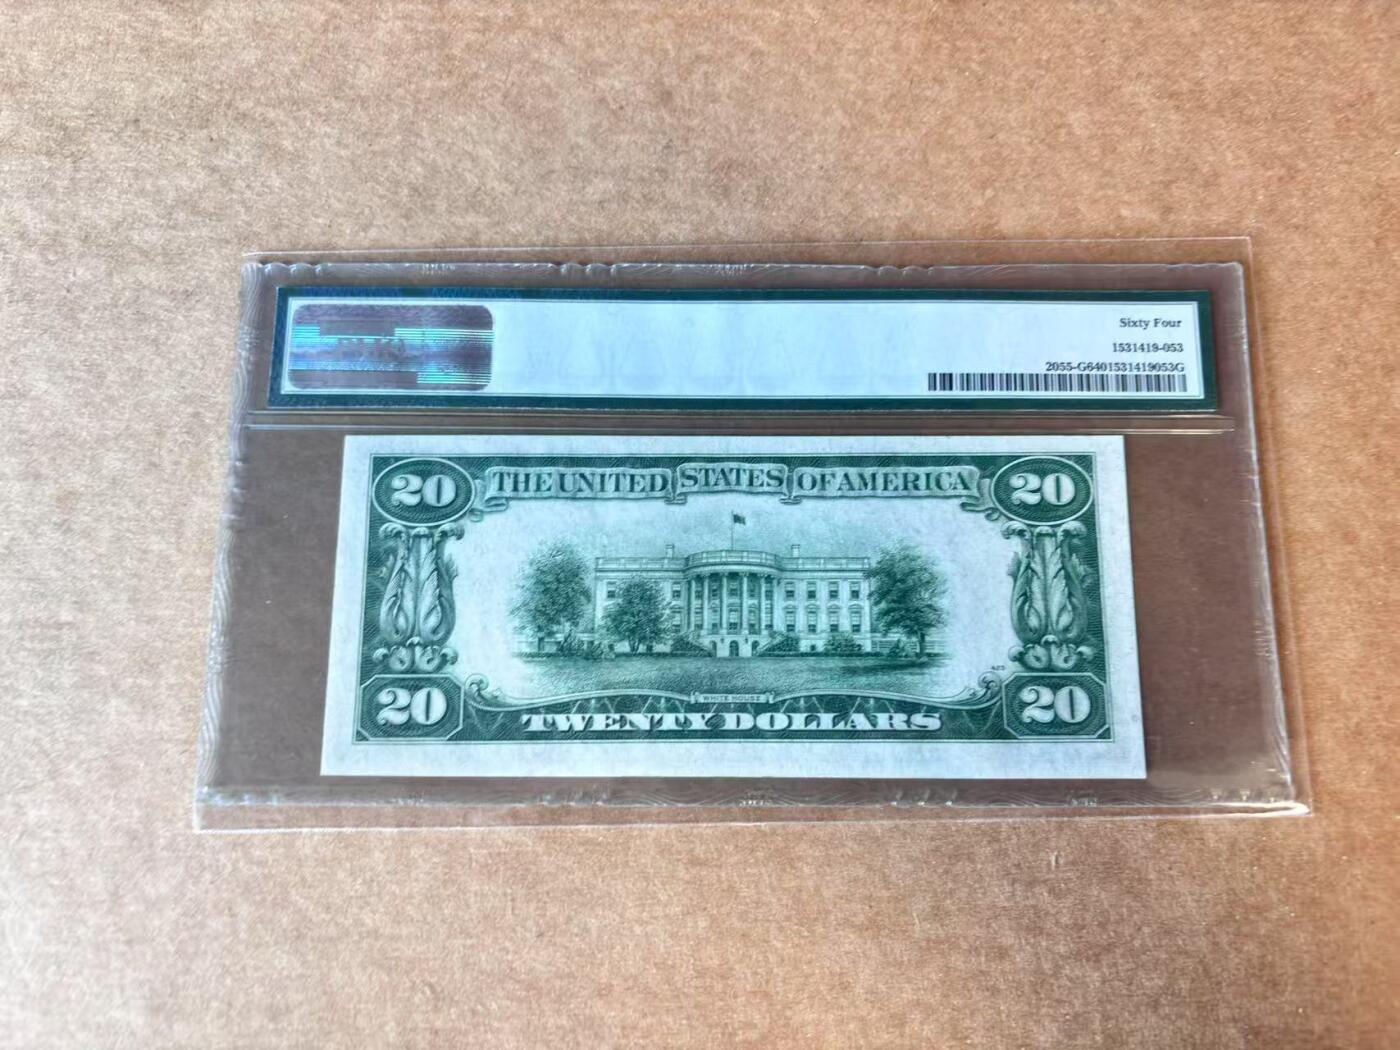 Sixty Four
1531419-053
2055-G6401531419053G
20 THE UNITED STATES OF AMERICA 20
WHITE HOUSE
20 TWENTY DOLLARS 20